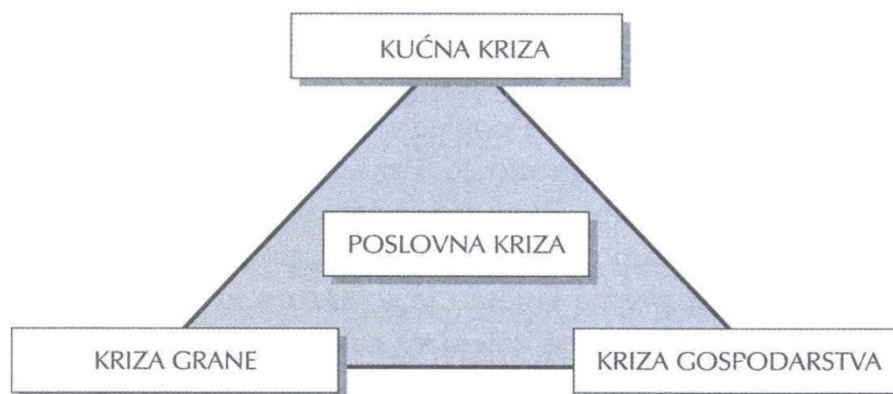 KUĆNA KRIZA
POSLOVNA KRIZA
KRIZA GRANE
KRIZA GOSPODARSTVA